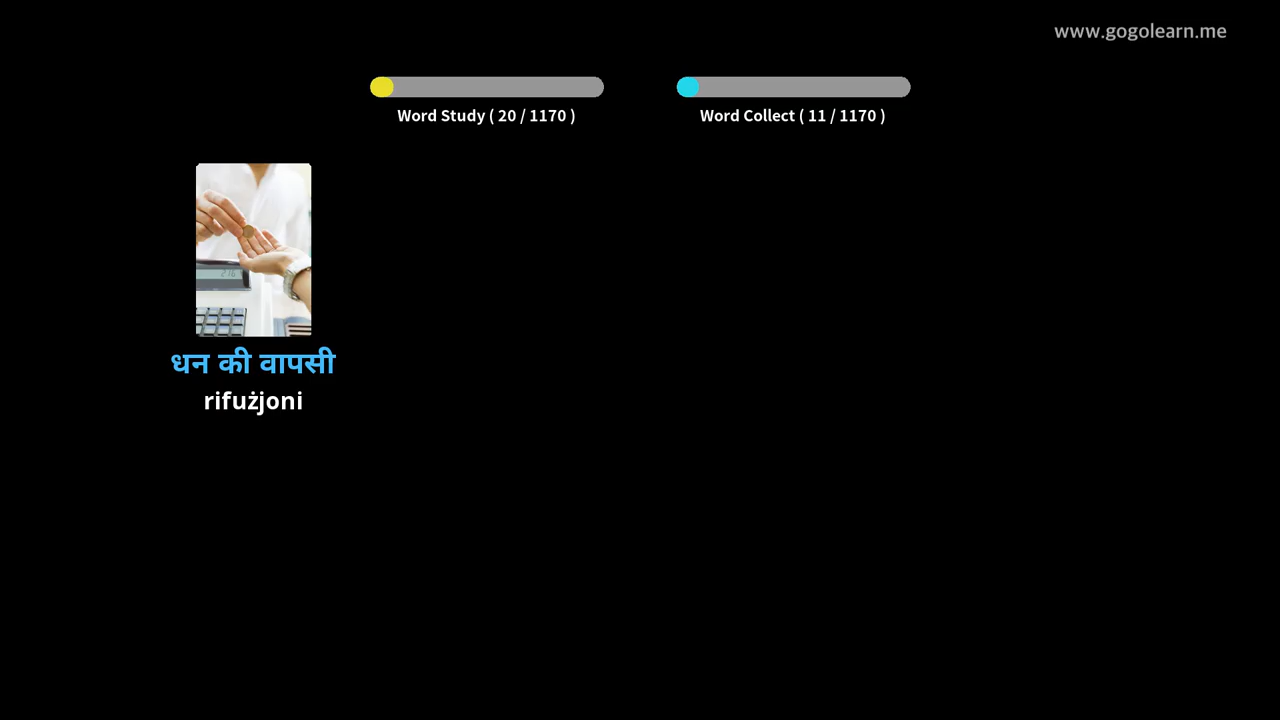 www.gogolearn.me
Word Study ( 20 / 1170 )
Word Collect ( 11 / 1170 )
धन की वापसी
rifużjoni